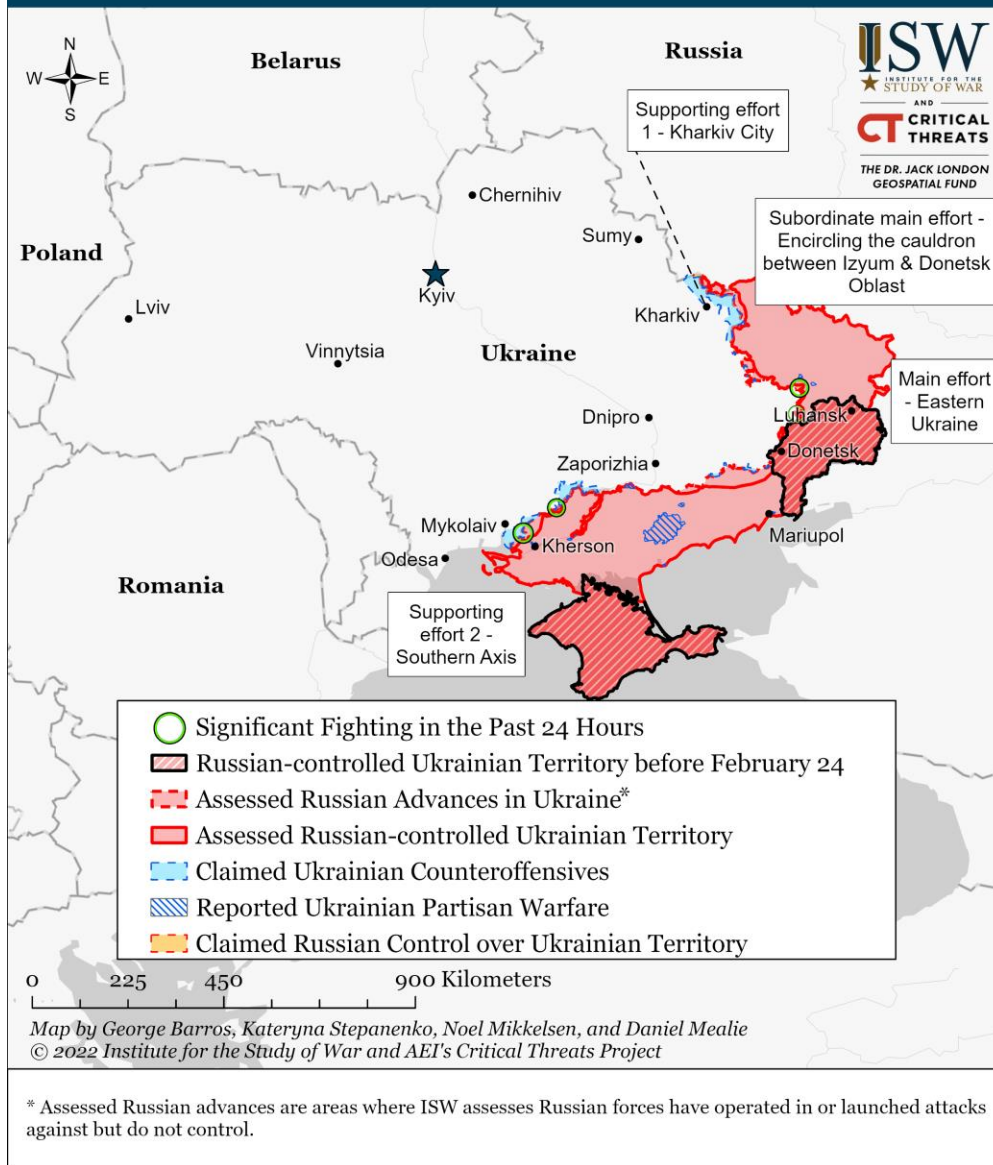 N
W E
S
Belarus
Russia
ISW
INSTITUTE FOR THE
STUDY OF WAR
AND
CT CRITICAL
THREATS
THE DR. JACK LONDON
GEOSPATIAL FUND
Supporting effort
1 - Kharkiv City
Chernihiv
Sumy
Subordinate main effort -
Encircling the cauldron
between Izyum & Donetsk
Oblast
Poland
Kyiv
Lviv
Kharkiv
Vinnytsia
Ukraine
Main effort
- Eastern
Ukraine
Luhansk
Dnipro
Donetsk
Zaporizhia
Mykolaiv
Mariupol
Kherson
Odesa
Romania
Supporting
effort 2 -
Southern Axis
Significant Fighting in the Past 24 Hours
Russian-controlled Ukrainian Territory before February 24
Assessed Russian Advances in Ukraine*
Assessed Russian-controlled Ukrainian Territory
Claimed Ukrainian Counteroffensives
Reported Ukrainian Partisan Warfare
Claimed Russian Control over Ukrainian Territory
0 225 450 900 Kilometers
Map by George Barros, Kateryna Stepanenko, Noel Mikkelsen, and Daniel Mealie
© 2022 Institute for the Study of War and AEI's Critical Threats Project
* Assessed Russian advances are areas where ISW assesses Russian forces have operated in or launched attacks
against but do not control.